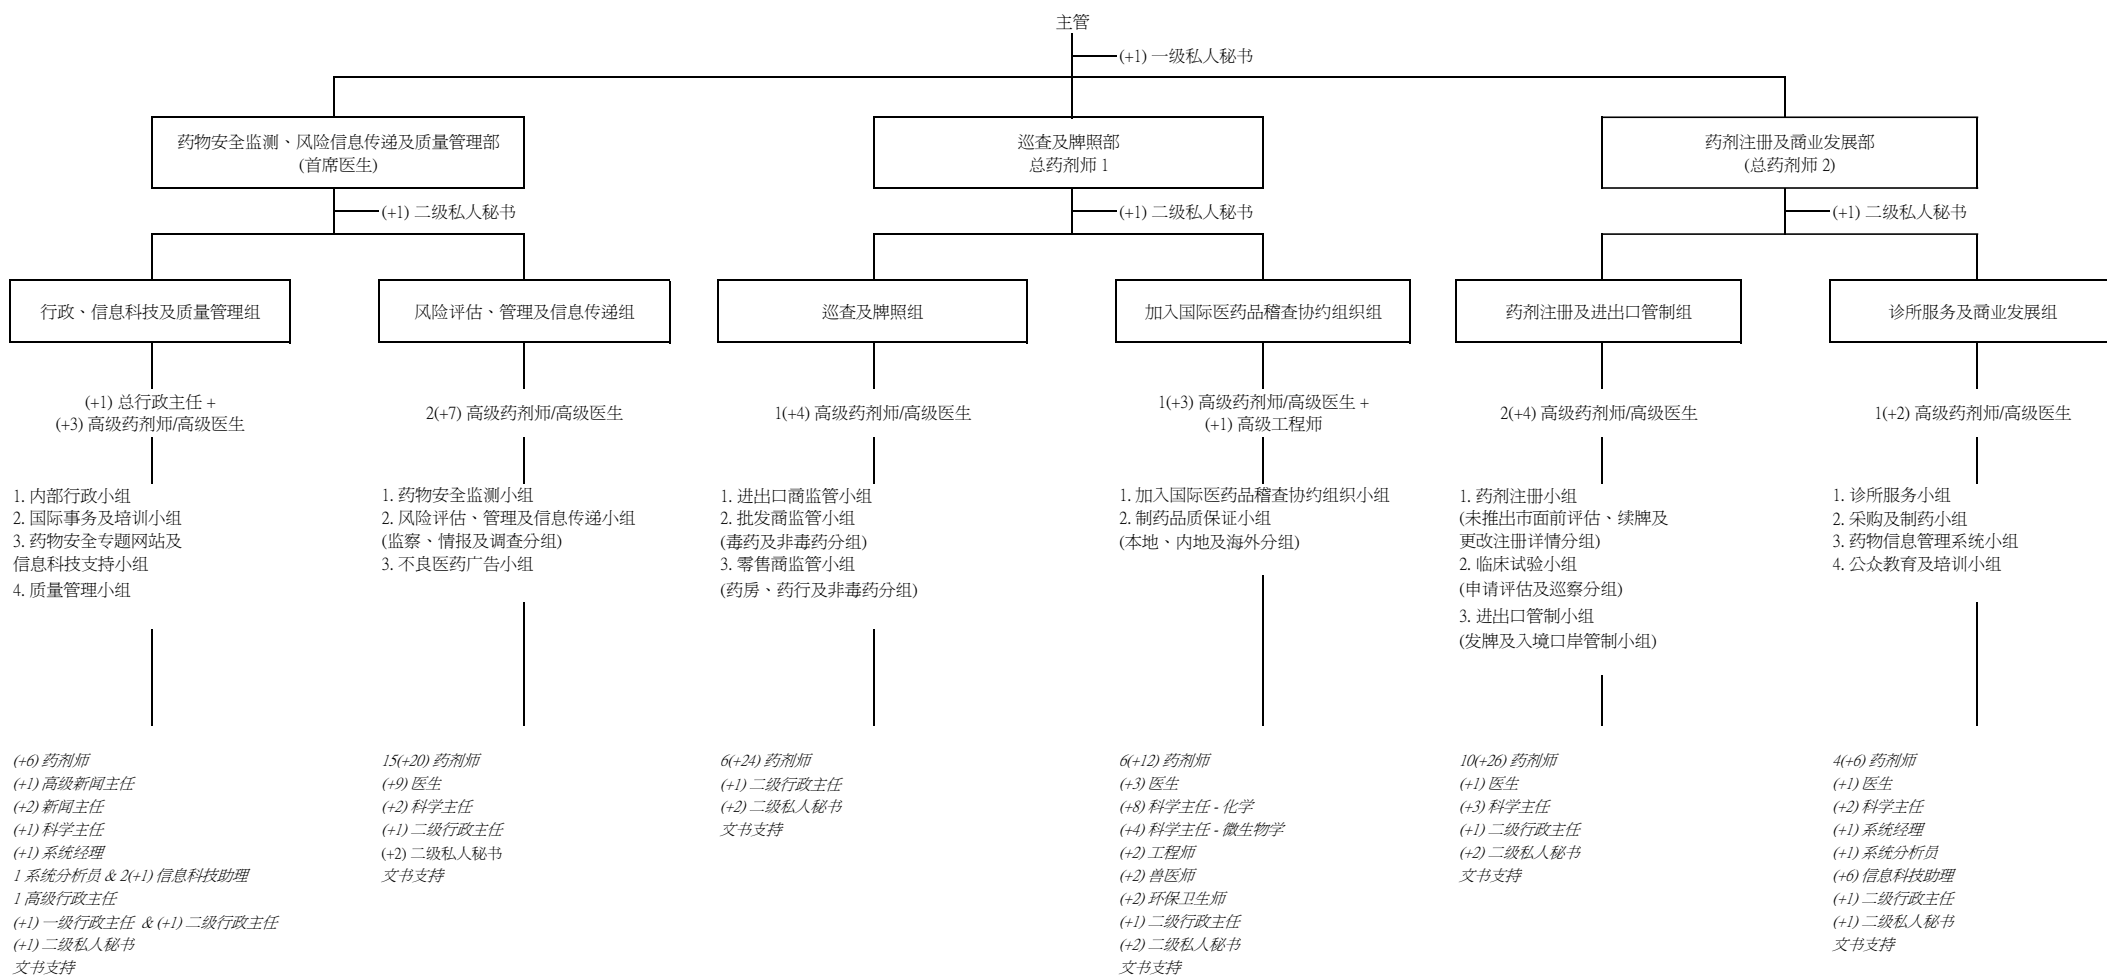 主管
(+1) 一级私人秘书
药物安全监测、风险信息传递及质量管理部
(首席医生)
巡查及牌照部
总药剂师 1
药剂注册及商业发展部
(总药剂师 2)
(+1) 二级私人秘书
(+1) 二级私人秘书
(+1) 二级私人秘书
行政、信息科技及质量管理组
风险评估、管理及信息传递组
巡查及牌照组
加入国际医药品稽查协约组织组
药剂注册及进出口管制组
诊所服务及商业发展组
(+1) 总行政主任 +
(+3) 高级药剂师/高级医生
2(+7) 高级药剂师/高级医生
1(+4) 高级药剂师/高级医生
1(+3) 高级药剂师/高级医生 +
(+1) 高级工程师
2(+4) 高级药剂师/高级医生
1(+2) 高级药剂师/高级医生
1. 内部行政小组
2. 国际事务及培训小组
3. 药物安全专题网站及
信息科技支持小组
4. 质量管理小组
1. 药物安全监测小组
2. 风险评估、管理及信息传递小组
(监察、情报及调查分组)
3. 不良医药广告小组
1. 进出口商监管小组
2. 批发商监管小组
(毒药及非毒药分组)
3. 零售商监管小组
(药房、药行及非毒药分组)
1. 加入国际医药品稽查协约组织小组
2. 制药品质保证小组
(本地、内地及海外分组)
1. 药剂注册小组
(未推出市面前评估、续牌及
更改注册详情分组)
2. 临床试验小组
(申请评估及巡察分组)
3. 进出口管制小组
(发牌及入境口岸管制小组)
1. 诊所服务小组
2. 采购及制药小组
3. 药物信息管理系统小组
4. 公众教育及培训小组
(+6) 药剂师
(+1) 高级新闻主任
(+2) 新闻主任
(+1) 科学主任
(+1) 系统经理
1 系统分析员 & 2(+1) 信息科技助理
1 高级行政主任
(+1) 一级行政主任 & (+1) 二级行政主任
(+1) 二级私人秘书
文书支持
15(+20) 药剂师
(+9) 医生
(+2) 科学主任
(+1) 二级行政主任
(+2) 二级私人秘书
文书支持
6(+24) 药剂师
(+1) 二级行政主任
(+2) 二级私人秘书
文书支持
6(+12) 药剂师
(+3) 医生
(+8) 科学主任 - 化学
(+4) 科学主任 - 微生物学
(+2) 工程师
(+2) 兽医师
(+2) 环保卫生师
(+1) 二级行政主任
(+2) 二级私人秘书
文书支持
10(+26) 药剂师
(+1) 医生
(+3) 科学主任
(+1) 二级行政主任
(+2) 二级私人秘书
文书支持
4(+6) 药剂师
(+1) 医生
(+2) 科学主任
(+1) 系统经理
(+1) 系统分析员
(+6) 信息科技助理
(+1) 二级行政主任
(+1) 二级私人秘书
文书支持